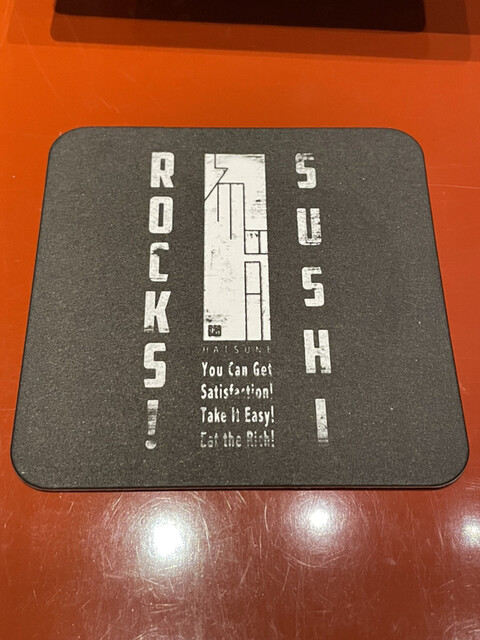 SUSHI
ROCKS!
HATSUNE
You Can Get
Satisfaction!
Take It Easy!
Eat the Rich!